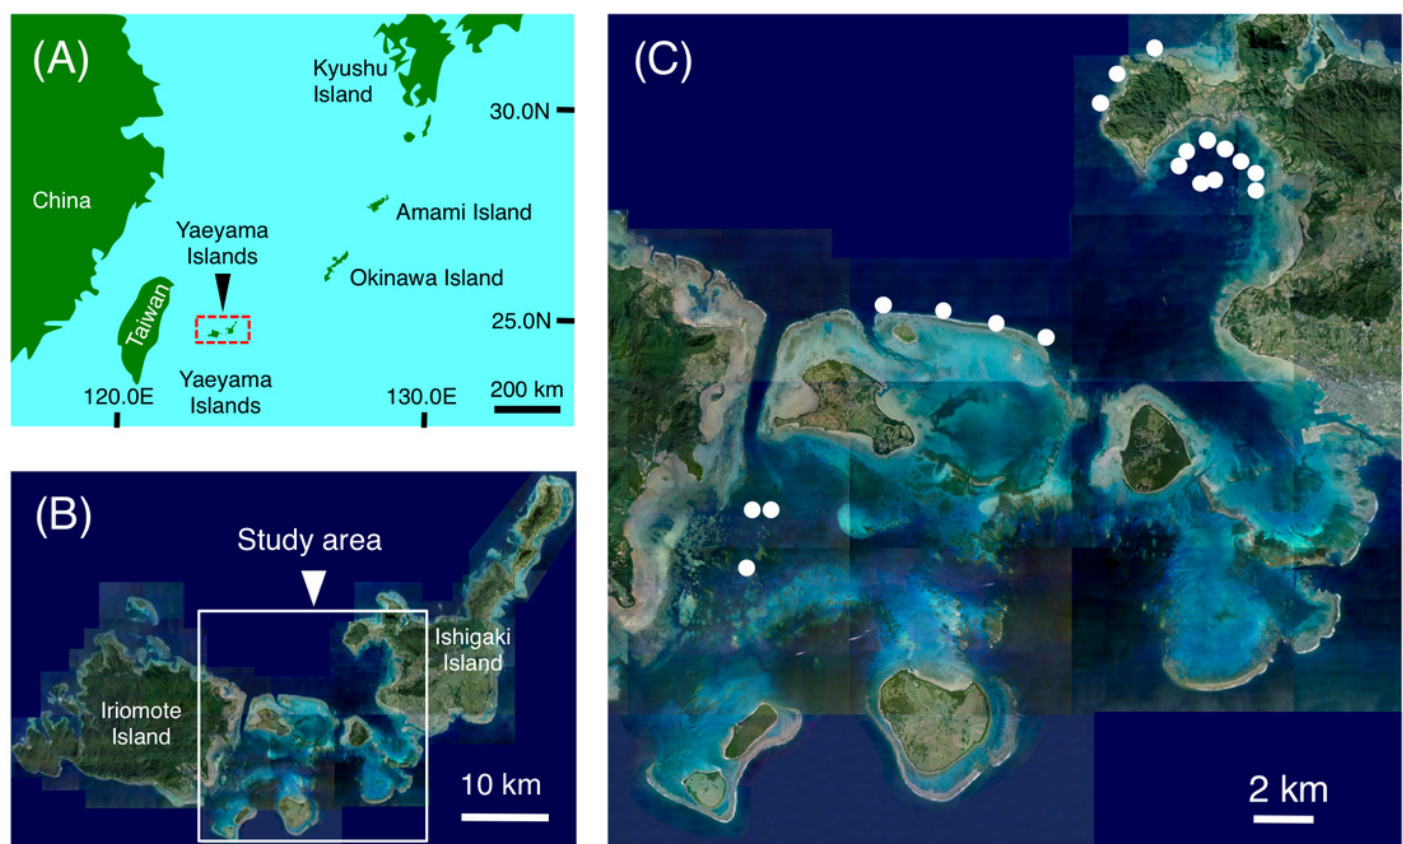 (A)
Kyushu
Island
30.0N
China
Amami Island
Yaeyama
Islands
Okinawa Island
Taiwan
25.0N
Yaeyama
Islands
120.0E
130.0E
200 km
(B)
Study area
Ishigaki
Island
Iriomote
Island
10 km
(C)
2 km